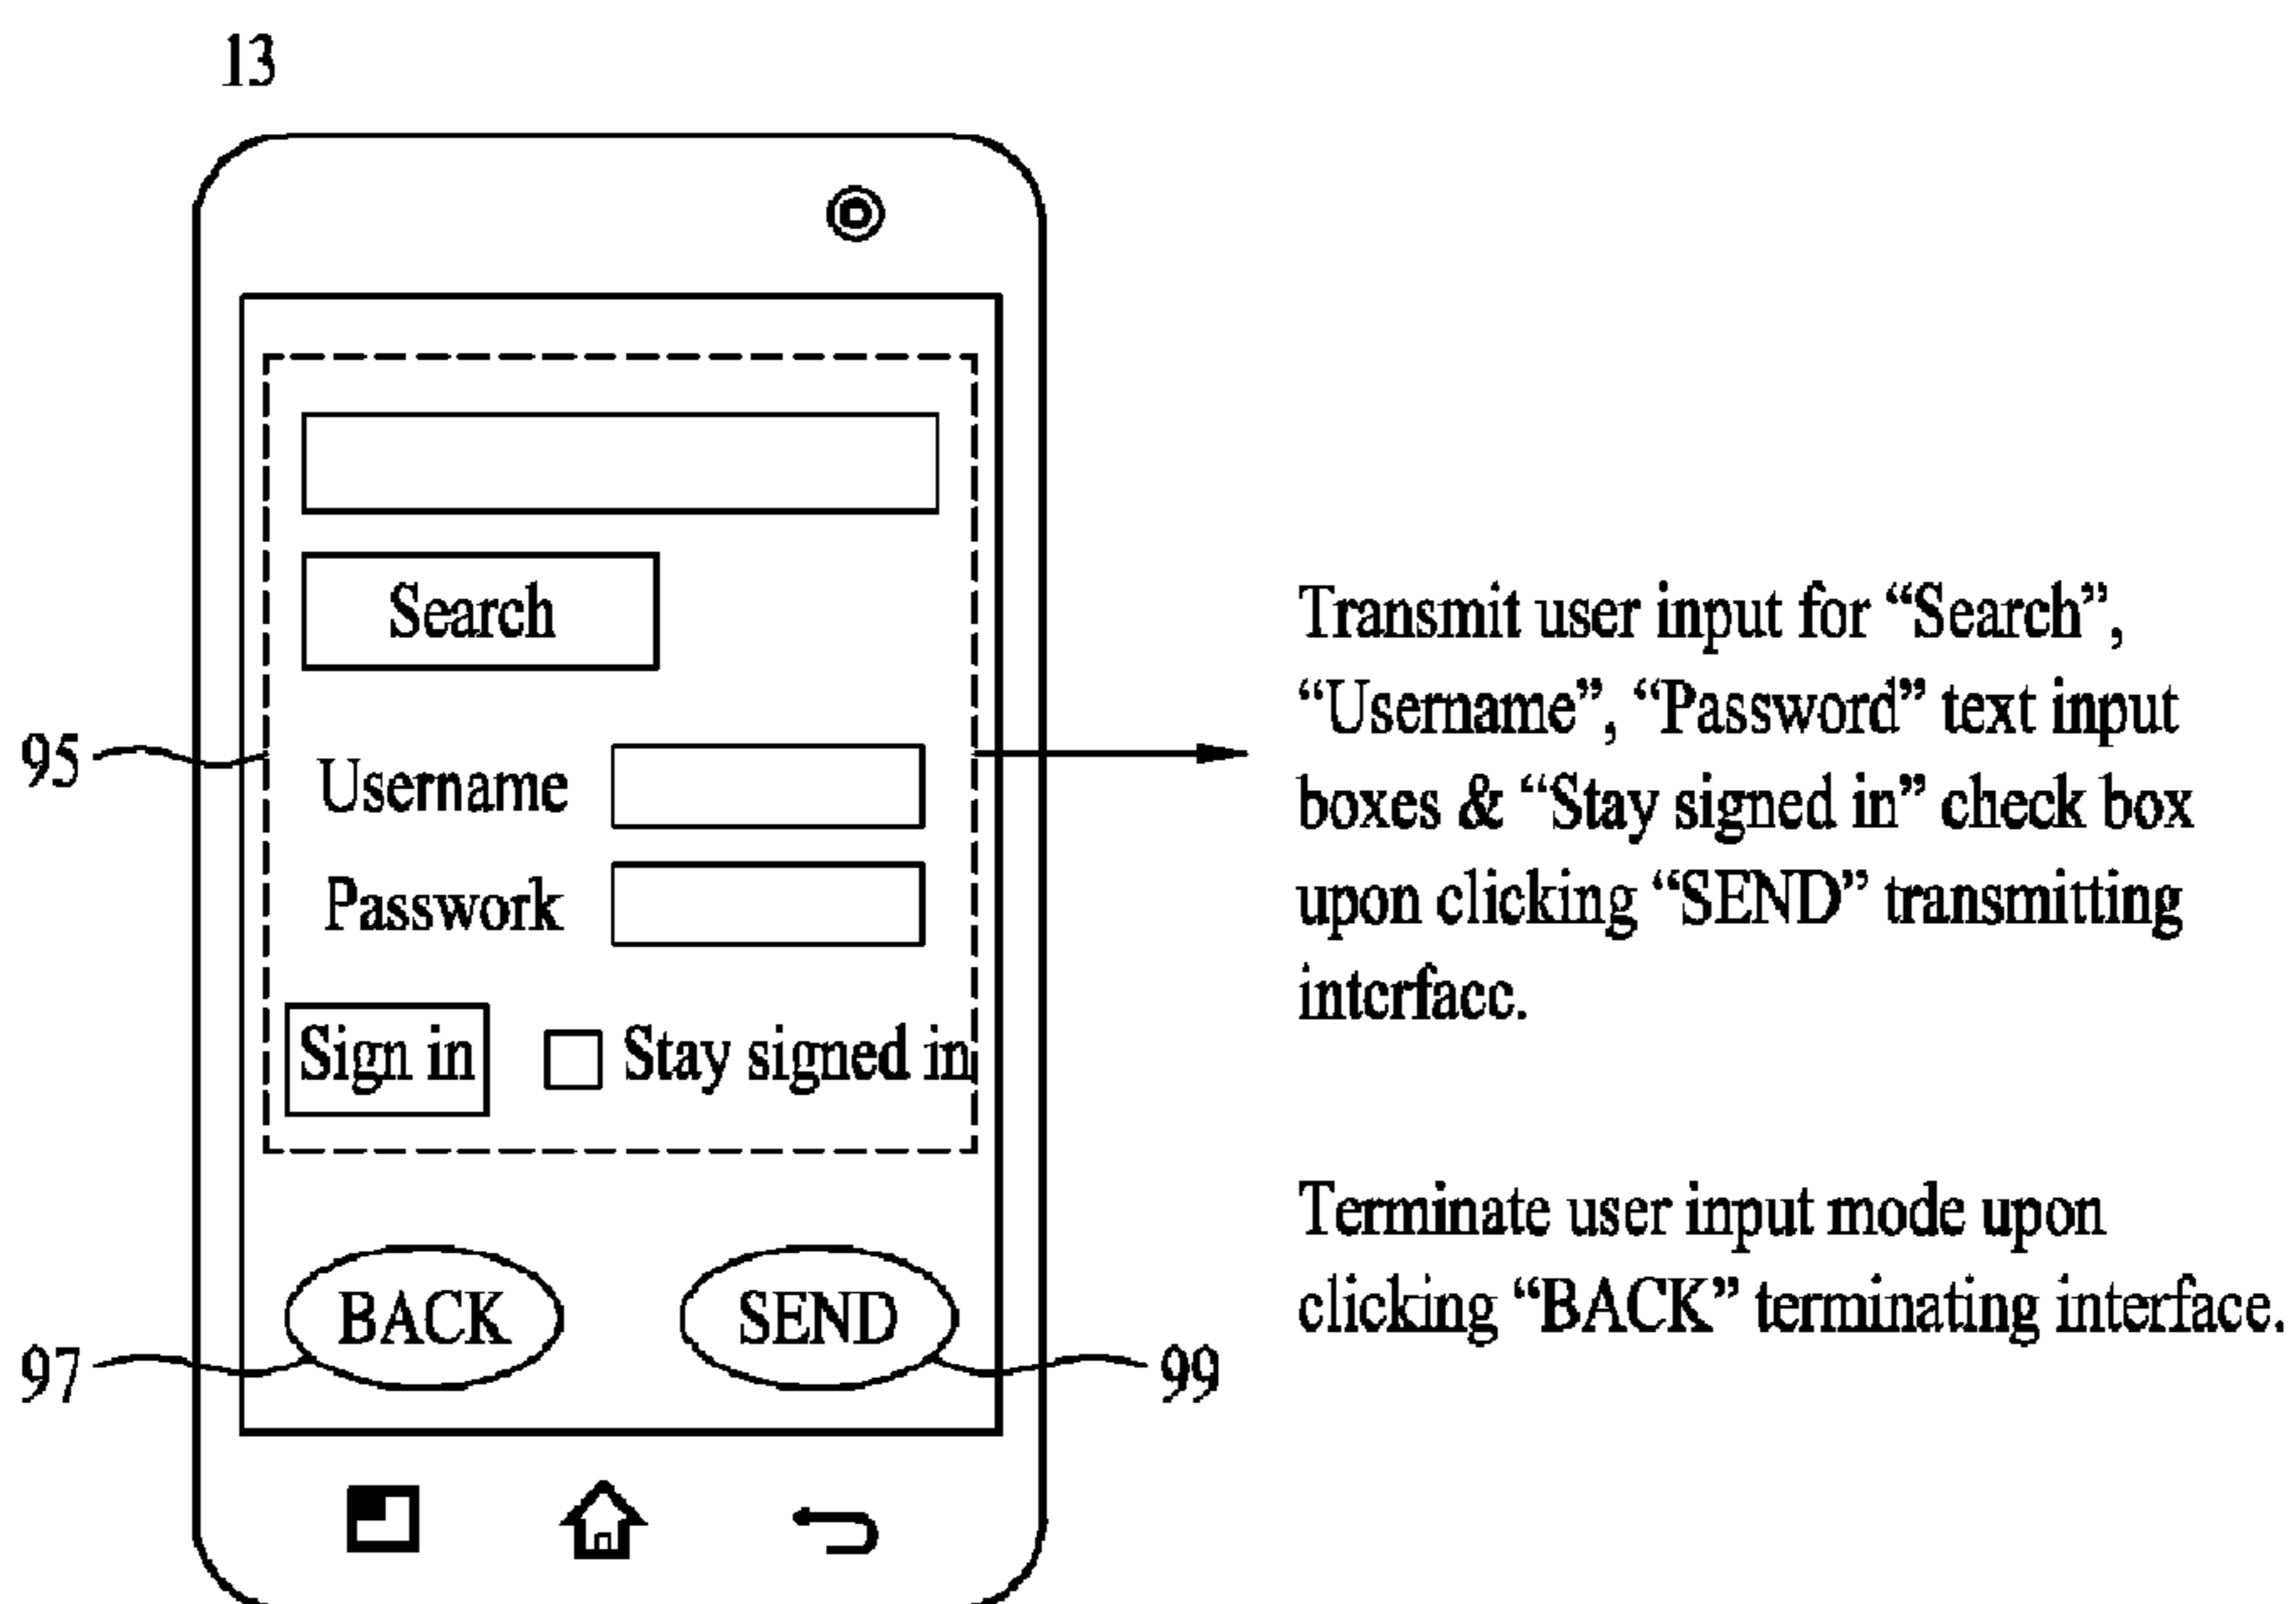 13
Search
95
Username
Passwork
Sign in
Stay signed in
BACK
SEND
97
99
Transmit user input for “Search”,
“Username”, “Password” text input
boxes & “Stay signed in” check box
upon clicking “SEND” transmitting
interface.
Terminate user input mode upon
clicking “BACK” terminating interface.